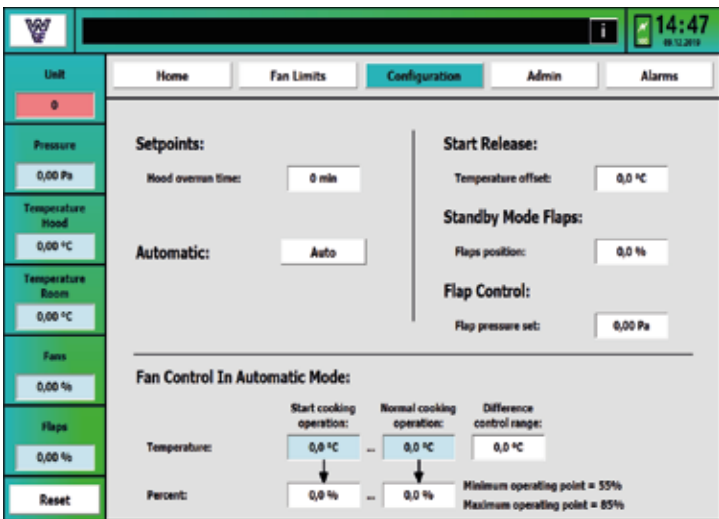 14:47
09.12.2019
Unit
0
Home
Fan Limits
Configuration
Admin
Alarms
Pressure
0,00 Pa
Temperature
Hood
0,00 °C
Temperature
Room
0,00 °C
Fans
0,00 %
Flaps
0,00 %
Reset
Setpoints:
Hood overrun time:
0 min
Automatic:
Auto
Start Release:
Temperature offset:
0,0 °C
Standby Mode Flaps:
Flaps position:
0,0 %
Flap Control:
Flap pressure set:
0,00 Pa
Fan Control In Automatic Mode:
Start cooking
operation:
Normal cooking
operation:
Difference
control range:
Temperature:
0,0 °C
...
0,0 °C
0,0 °C
Percent:
0,0 %
...
0,0 %
Minimum operating point = 55%
Maximum operating point = 85%